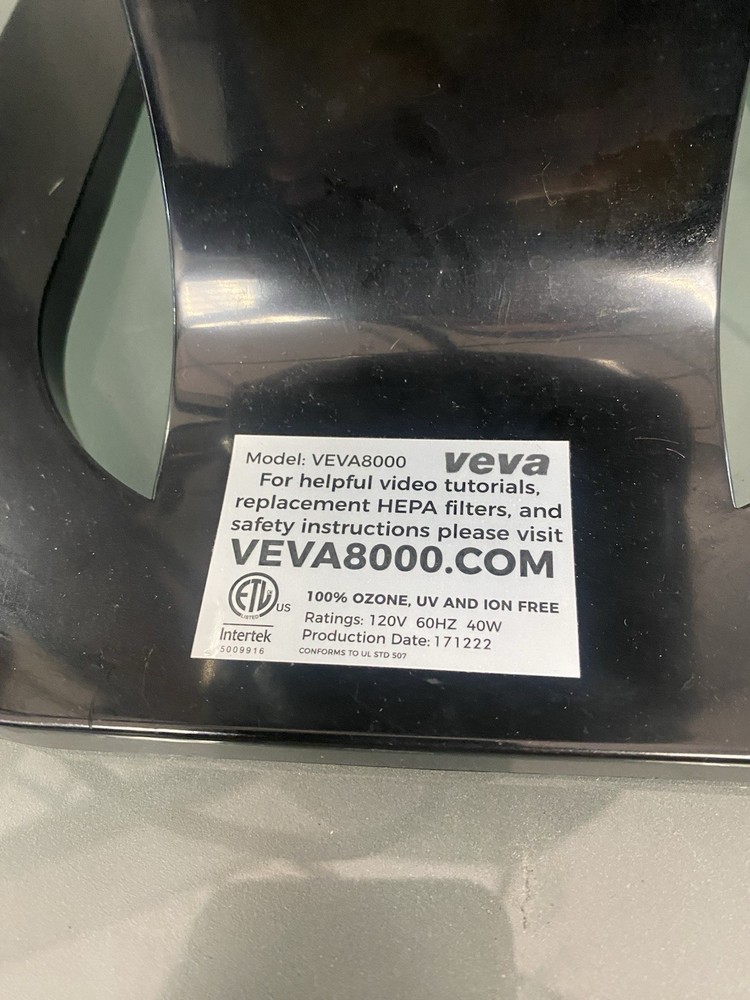 Model: VEVA8000 veva
For helpful video tutorials,
replacement HEPA filters, and
safety instructions please visit
VEVA8000.COM
ETL US
LISTED
100% OZONE, UV AND ION FREE
Intertek
Ratings: 120V 60HZ 40W
5009916
Production Date: 171222
CONFORMS TO UL STD 507